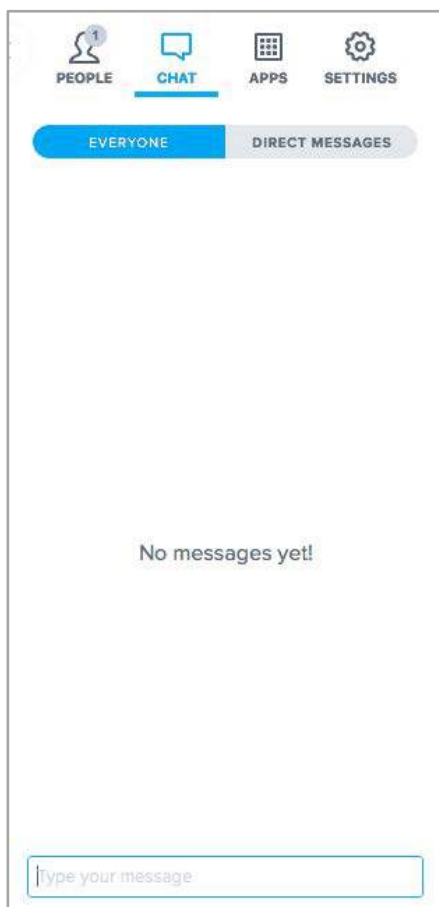 1
PEOPLE CHAT APPS SETTINGS
EVERYONE DIRECT MESSAGES
No messages yet!
Type your message